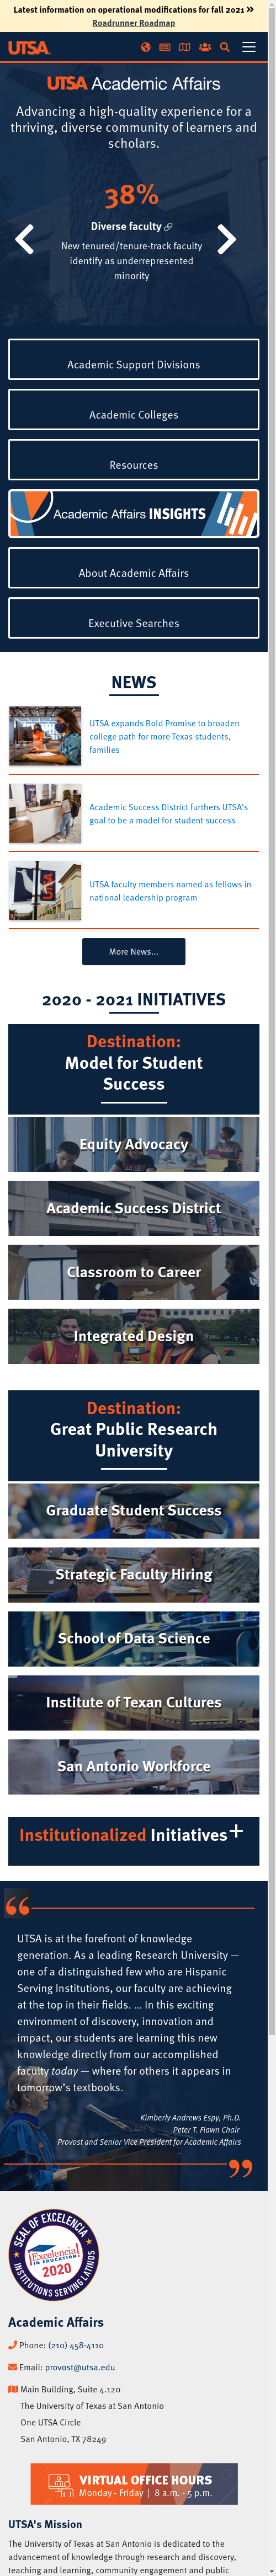 Latest information on operational modifications for fall 2021 »
Roadrunner Roadmap
UTSA
UTSA Academic Affairs
Advancing a high-quality experience for a
thriving, diverse community of learners and
scholars.
38%
Diverse faculty
New tenured/tenure-track faculty
identify as underrepresented
minority
Academic Support Divisions
Academic Colleges
Resources
Academic Affairs INSIGHTS
About Academic Affairs
Executive Searches
NEWS
UTSA expands Bold Promise to broaden
college path for more Texas students,
families
Academic Success District furthers UTSA's
goal to be a model for student success
UTSA faculty members named as fellows in
national leadership program
More News...
2020 - 2021 INITIATIVES
Destination:
Model for Student
Success
Equity Advocacy
Academic Success District
Classroom to Career
Integrated Design
Destination:
Great Public Research
University
Graduate Student Success
Strategic Faculty Hiring
School of Data Science
Institute of Texan Cultures
San Antonio Workforce
Institutionalized Initiatives+
“
UTSA is at the forefront of knowledge
generation. As a leading Research University —
one of a distinguished few who are Hispanic
Serving Institutions, our faculty are achieving
at the top in their fields. … In this exciting
environment of discovery, innovation and
impact, our students are learning this new
knowledge directly from our accomplished
faculty today — where for others it appears in
tomorrow's textbooks.
Kimberly Andrews Espy, Ph.D.
Peter T. Flawn Chair
Provost and Senior Vice President for Academic Affairs
”
SEAL OF EXCELENCIA
Excelencia
IN EDUCATION
2020
INSTITUTIONS SERVING LATINOS
Academic Affairs
Phone: (210) 458-4110
Email: provost@utsa.edu
Main Building, Suite 4.120
The University of Texas at San Antonio
One UTSA Circle
San Antonio, TX 78249
VIRTUAL OFFICE HOURS
Monday - Friday | 8 a.m. - 5 p.m.
UTSA's Mission
The University of Texas at San Antonio is dedicated to the
advancement of knowledge through research and discovery,
teaching and learning, community engagement and public